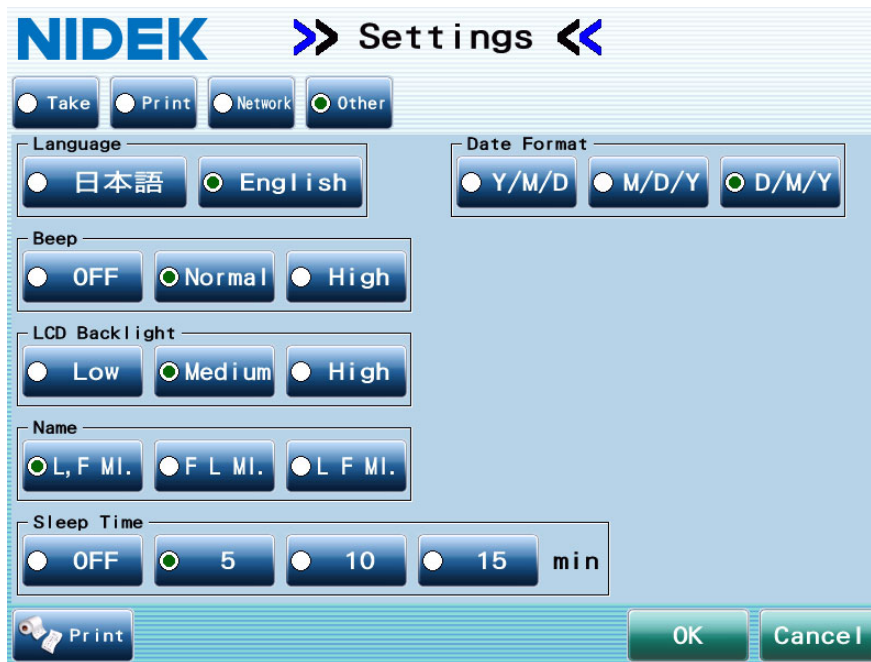 NIDEK >> Settings <<
Take Print Network Other
Language
日本語 English
Date Format
Y/M/D M/D/Y D/M/Y
Beep
OFF Normal High
LCD Backlight
Low Medium High
Name
L,F MI. F L MI. L F MI.
Sleep Time
OFF 5 10 15 min
Print OK Cancel